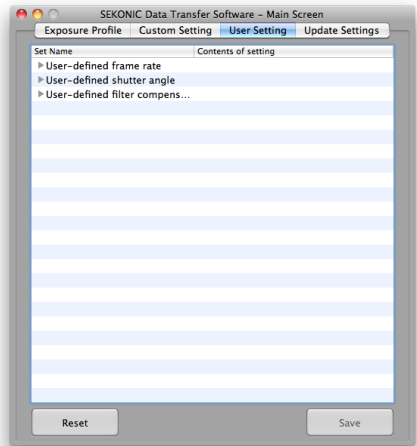 SEKONIC Data Transfer Software – Main Screen
Exposure Profile Custom Setting User Setting Update Settings
Set Name Contents of setting
User-defined frame rate
User-defined shutter angle
User-defined filter compens...
Reset Save